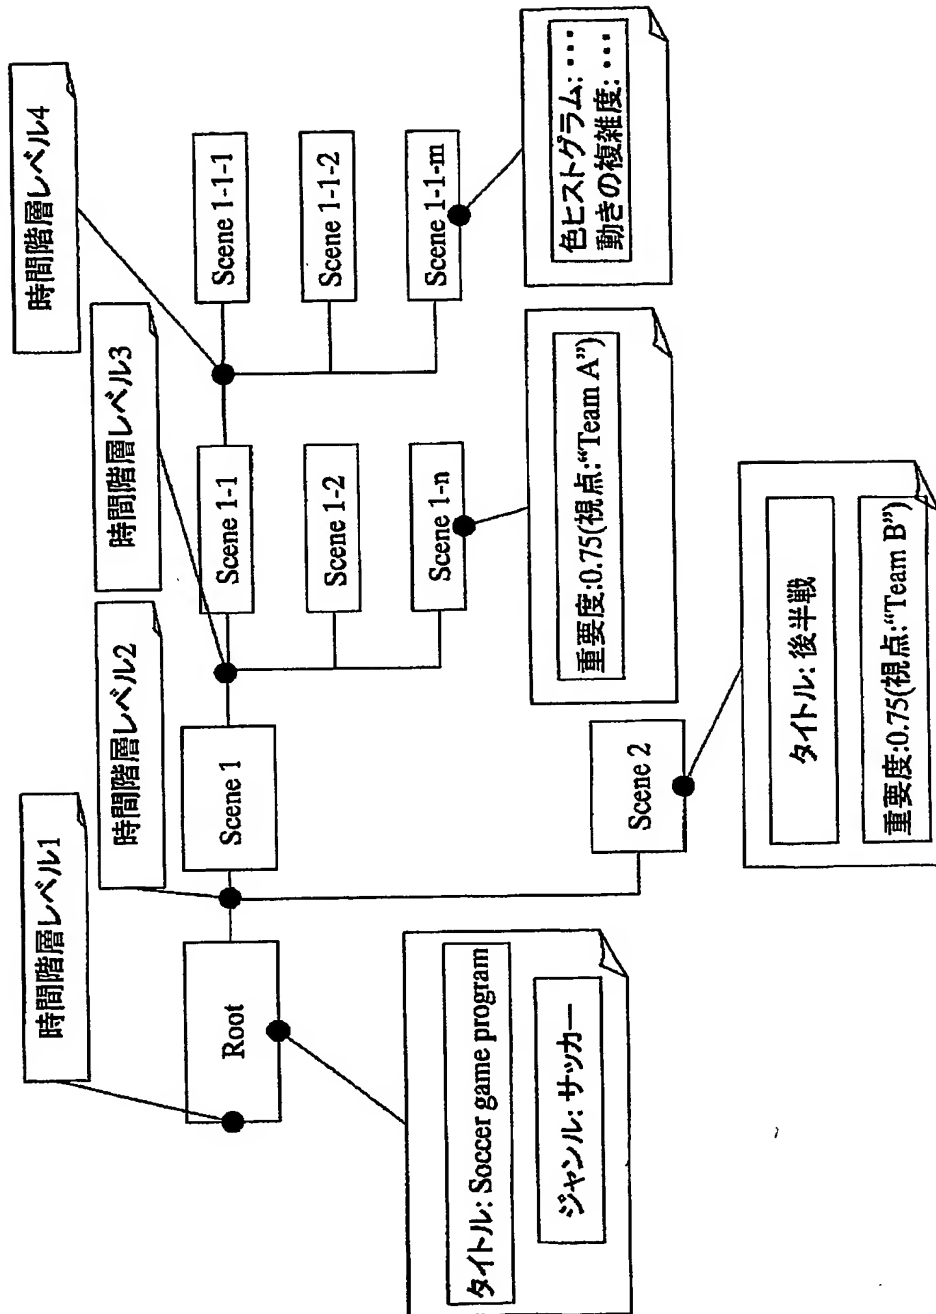 時間階層レベル1
時間階層レベル2
時間階層レベル3
時間階層レベル4
Root
Scene 1
Scene 1-1
Scene 1-1-1
Scene 1-2
Scene 1-1-2
Scene 1-n
Scene 1-1-m
Scene 2
タイトル: Soccer game program
ジャンル: サッカー
重要度:0.75(視点:“Team A”)
色ヒストグラム: ・・・
動きの複雑度: ・・・
タイトル: 後半戦
重要度:0.75(視点:“Team B”)